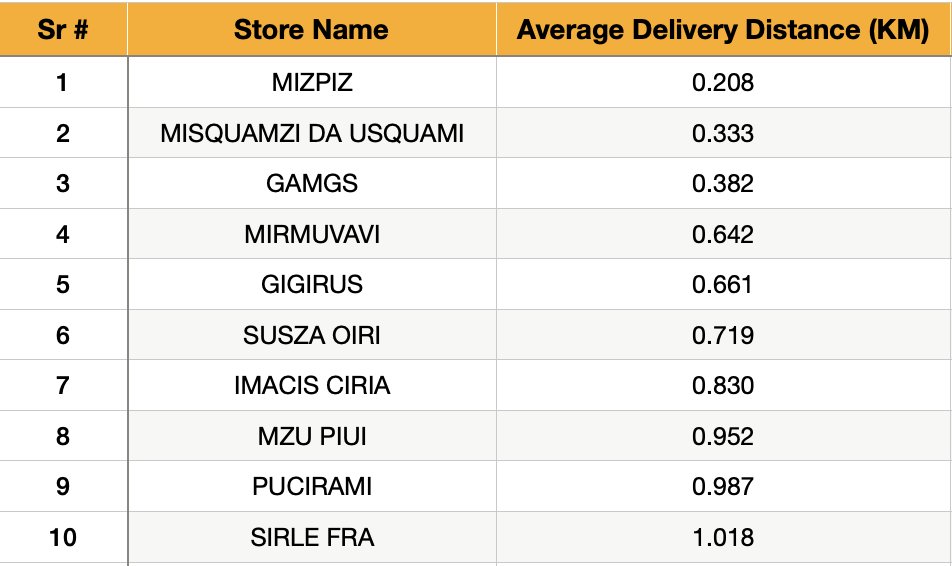 Sr # Store Name Average Delivery Distance (KM)
1 MIZPIZ 0.208
2 MISQUAMZI DA USQUAMI 0.333
3 GAMGS 0.382
4 MIRMUVAVI 0.642
5 GIGIRUS 0.661
6 SUSZA OIRI 0.719
7 IMACIS CIRIA 0.830
8 MZU PIUI 0.952
9 PUCIRAMI 0.987
10 SIRLE FRA 1.018